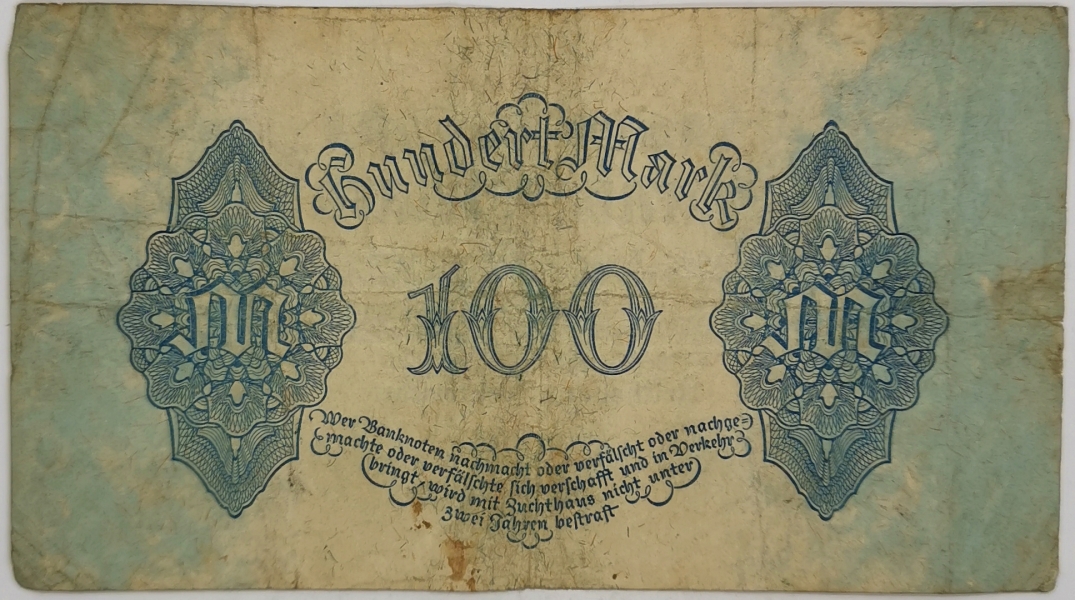 Hundert Mark
M
100
M
Wer Banknoten nachmacht oder verfälscht oder nachge=
machte oder verfälschte sich verschafft und in Verkehr
bringt, wird mit Zuchthaus nicht unter
zwei Jahren bestraft